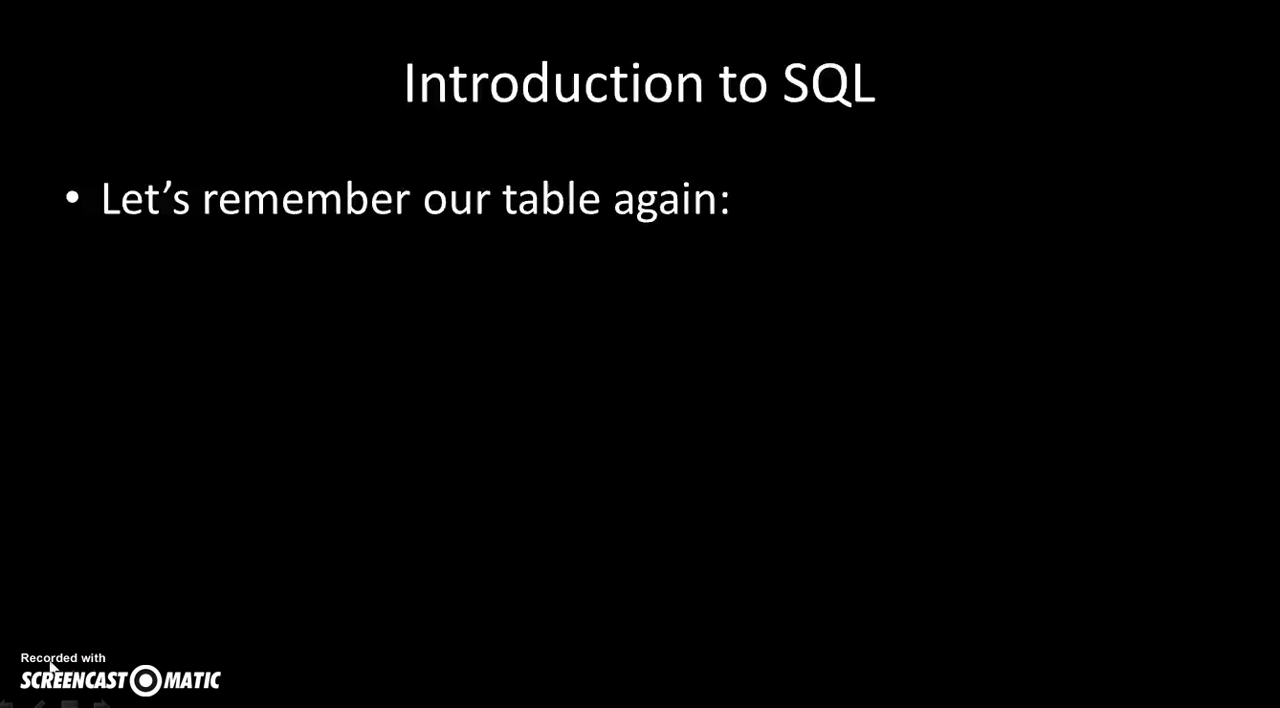 Introduction to SQL
• Let's remember our table again:
Recorded with
SCREENCAST MATIC